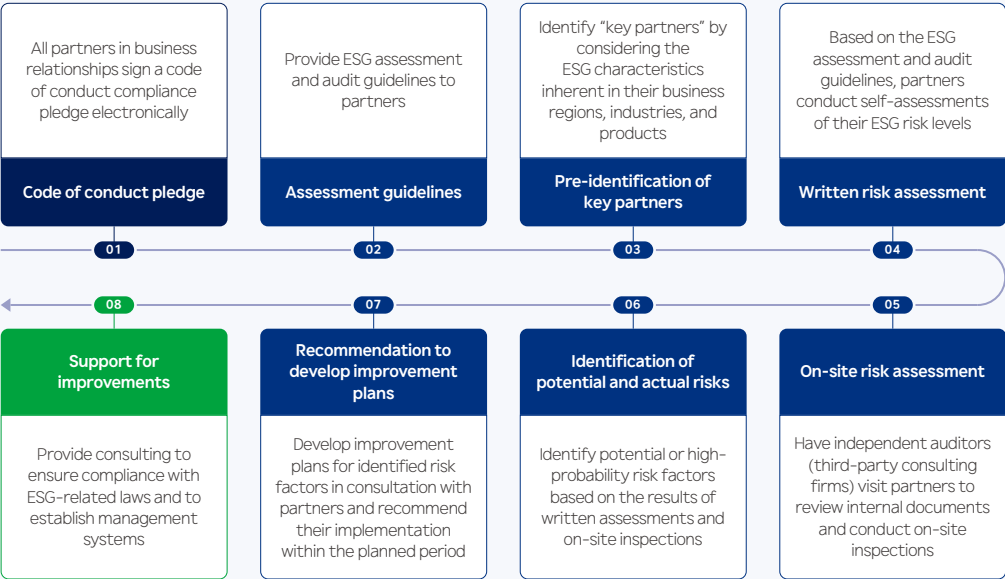 All partners in business
relationships sign a code
of conduct compliance
pledge electronically
Code of conduct pledge
01
Provide ESG assessment
and audit guidelines to
partners
Assessment guidelines
02
Identify “key partners” by
considering the
ESG characteristics
inherent in their business
regions, industries, and
products
Pre-identification of
key partners
03
Based on the ESG
assessment and audit
guidelines, partners
conduct self-assessments
of their ESG risk levels
Written risk assessment
04
05
On-site risk assessment
Have independent auditors
(third-party consulting
firms) visit partners to
review internal documents
and conduct on-site
inspections
06
Identification of
potential and actual risks
Identify potential or high-
probability risk factors
based on the results of
written assessments and
on-site inspections
07
Recommendation to
develop improvement
plans
Develop improvement
plans for identified risk
factors in consultation with
partners and recommend
their implementation
within the planned period
08
Support for
improvements
Provide consulting to
ensure compliance with
ESG-related laws and to
establish management
systems